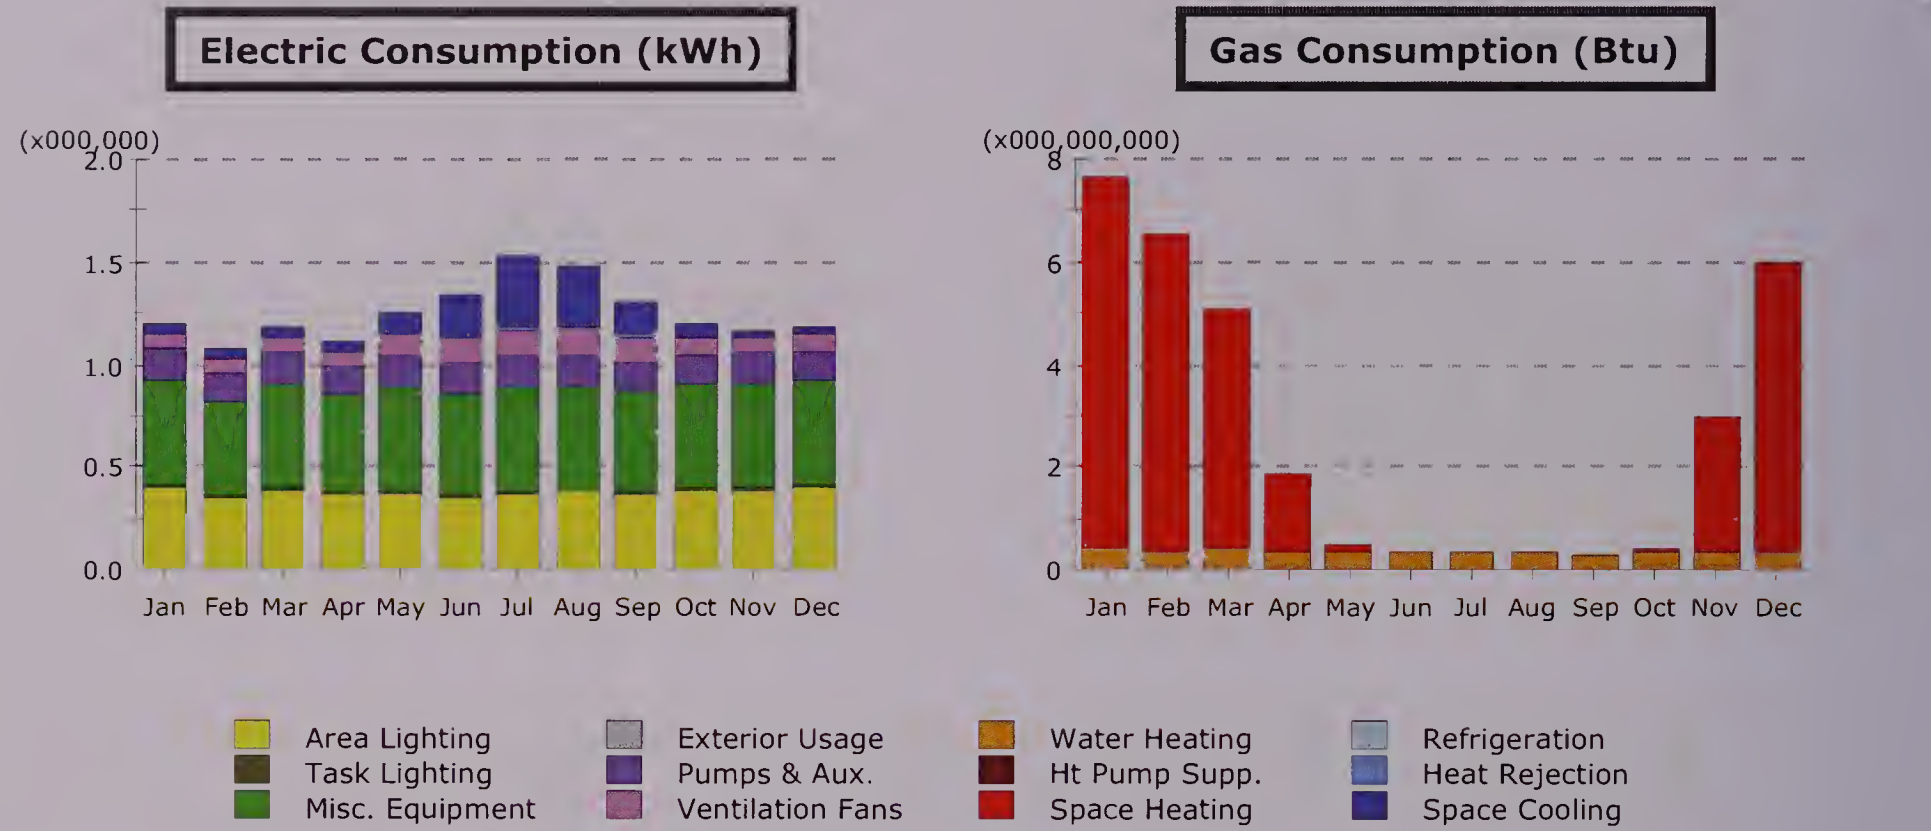 Electric Consumption (kWh)
Gas Consumption (Btu)
(x000,000)
2.0
1.5
1.0
0.5
0.0
Jan Feb Mar Apr May Jun Jul Aug Sep Oct Nov Dec
(x000,000,000)
8
6
4
2
0
Jan Feb Mar Apr May Jun Jul Aug Sep Oct Nov Dec
Area Lighting
Task Lighting
Misc. Equipment
Exterior Usage
Pumps & Aux.
Ventilation Fans
Water Heating
Ht Pump Supp.
Space Heating
Refrigeration
Heat Rejection
Space Cooling